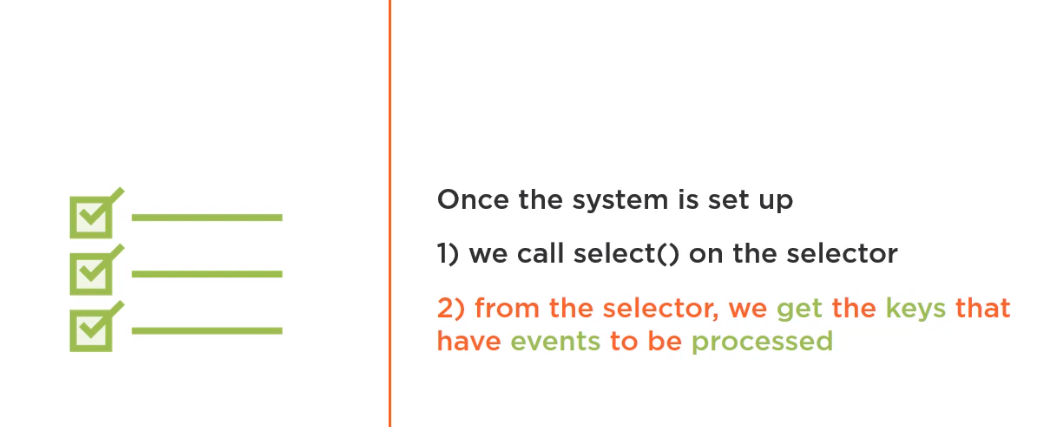 Once the system is set up
1) we call select() on the selector
2) from the selector, we get the keys that
have events to be processed